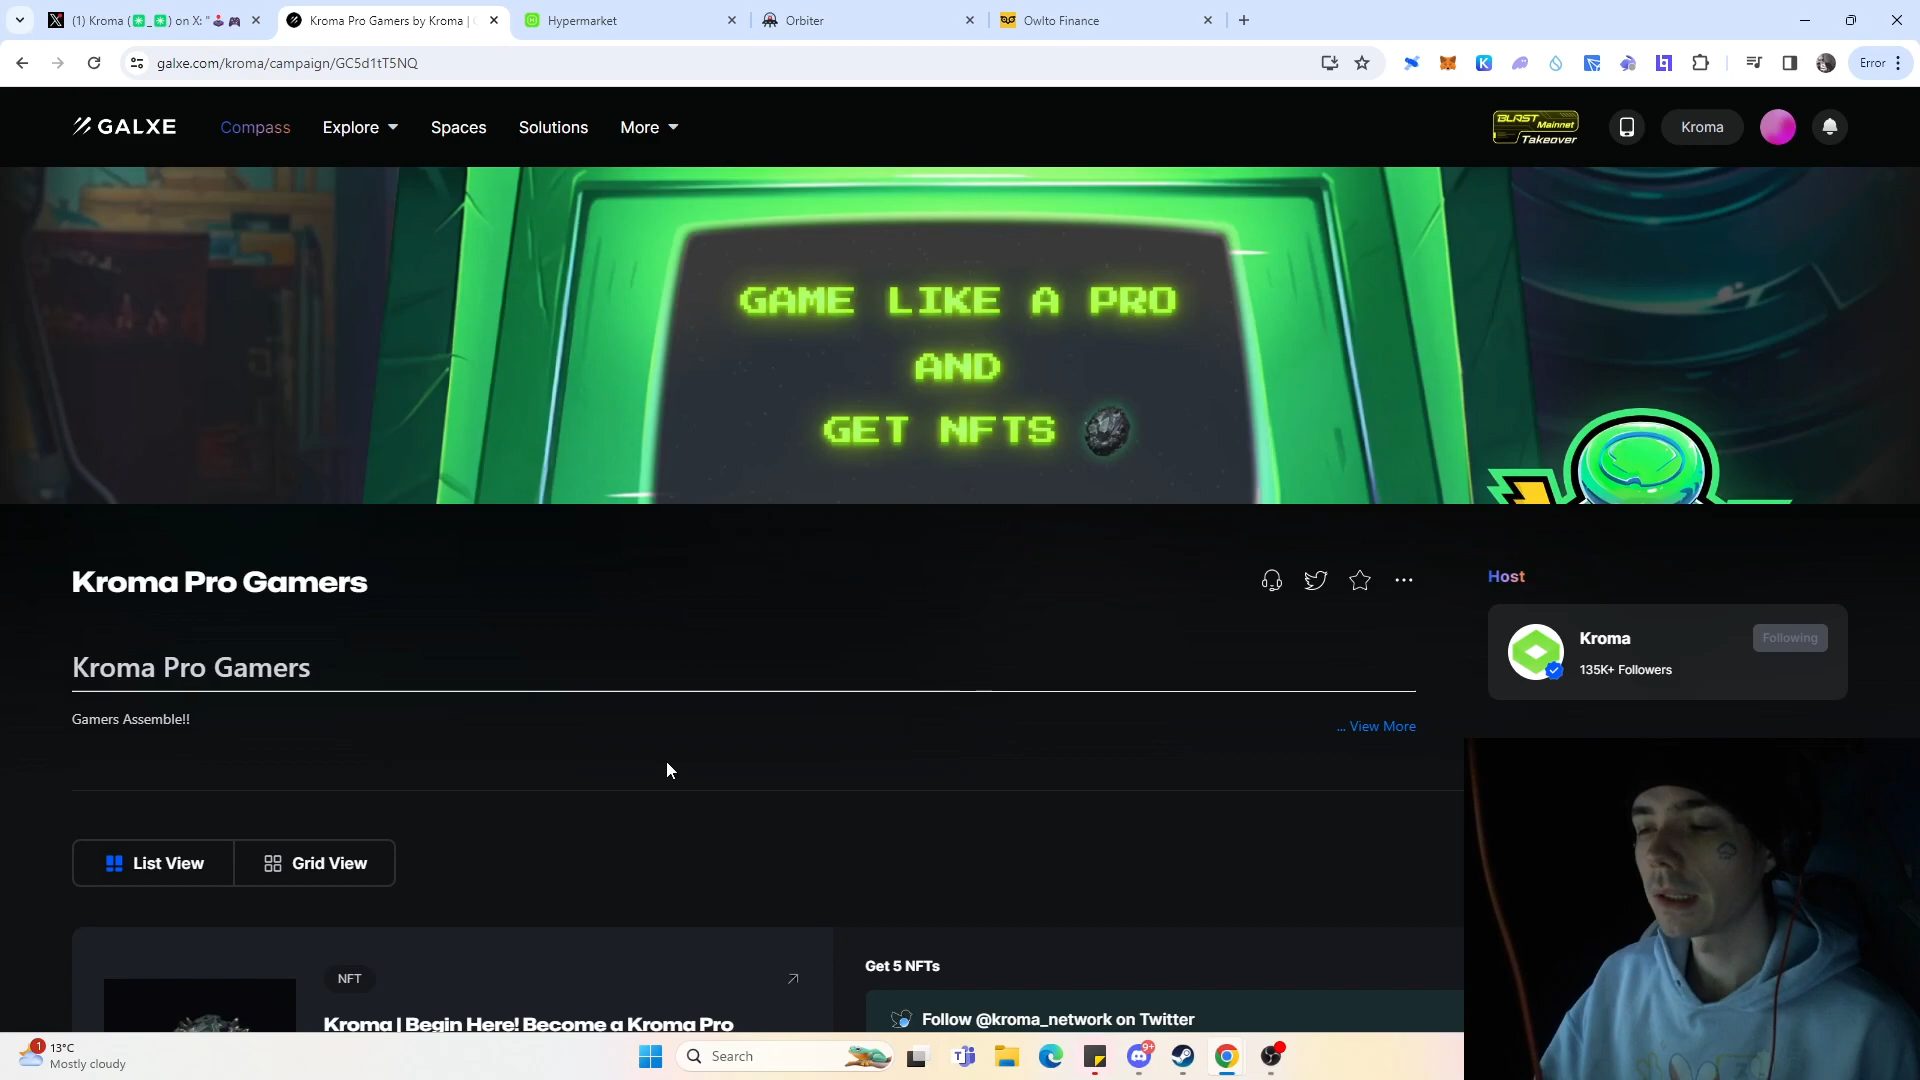 (1) Kroma (✳️_✳️) on X: "🕹️ 🎮
Kroma Pro Gamers by Kroma |
Hypermarket
Orbiter
Owlto Finance
galxe.com/kroma/campaign/GC5d1tT5NQ
Error
GALXE
Compass
Explore
Spaces
Solutions
More
BLAST Mainnet
Takeover
Kroma
GAME LIKE A PRO
AND
GET NFTS
Kroma Pro Gamers
Host
Kroma
Following
135K+ Followers
Kroma Pro Gamers
Gamers Assemble!!
... View More
List View
Grid View
NFT
Get 5 NFTs
Kroma | Begin Here! Become a Kroma Pro
Follow @kroma_network on Twitter
1
13°C
Mostly cloudy
Search
9+